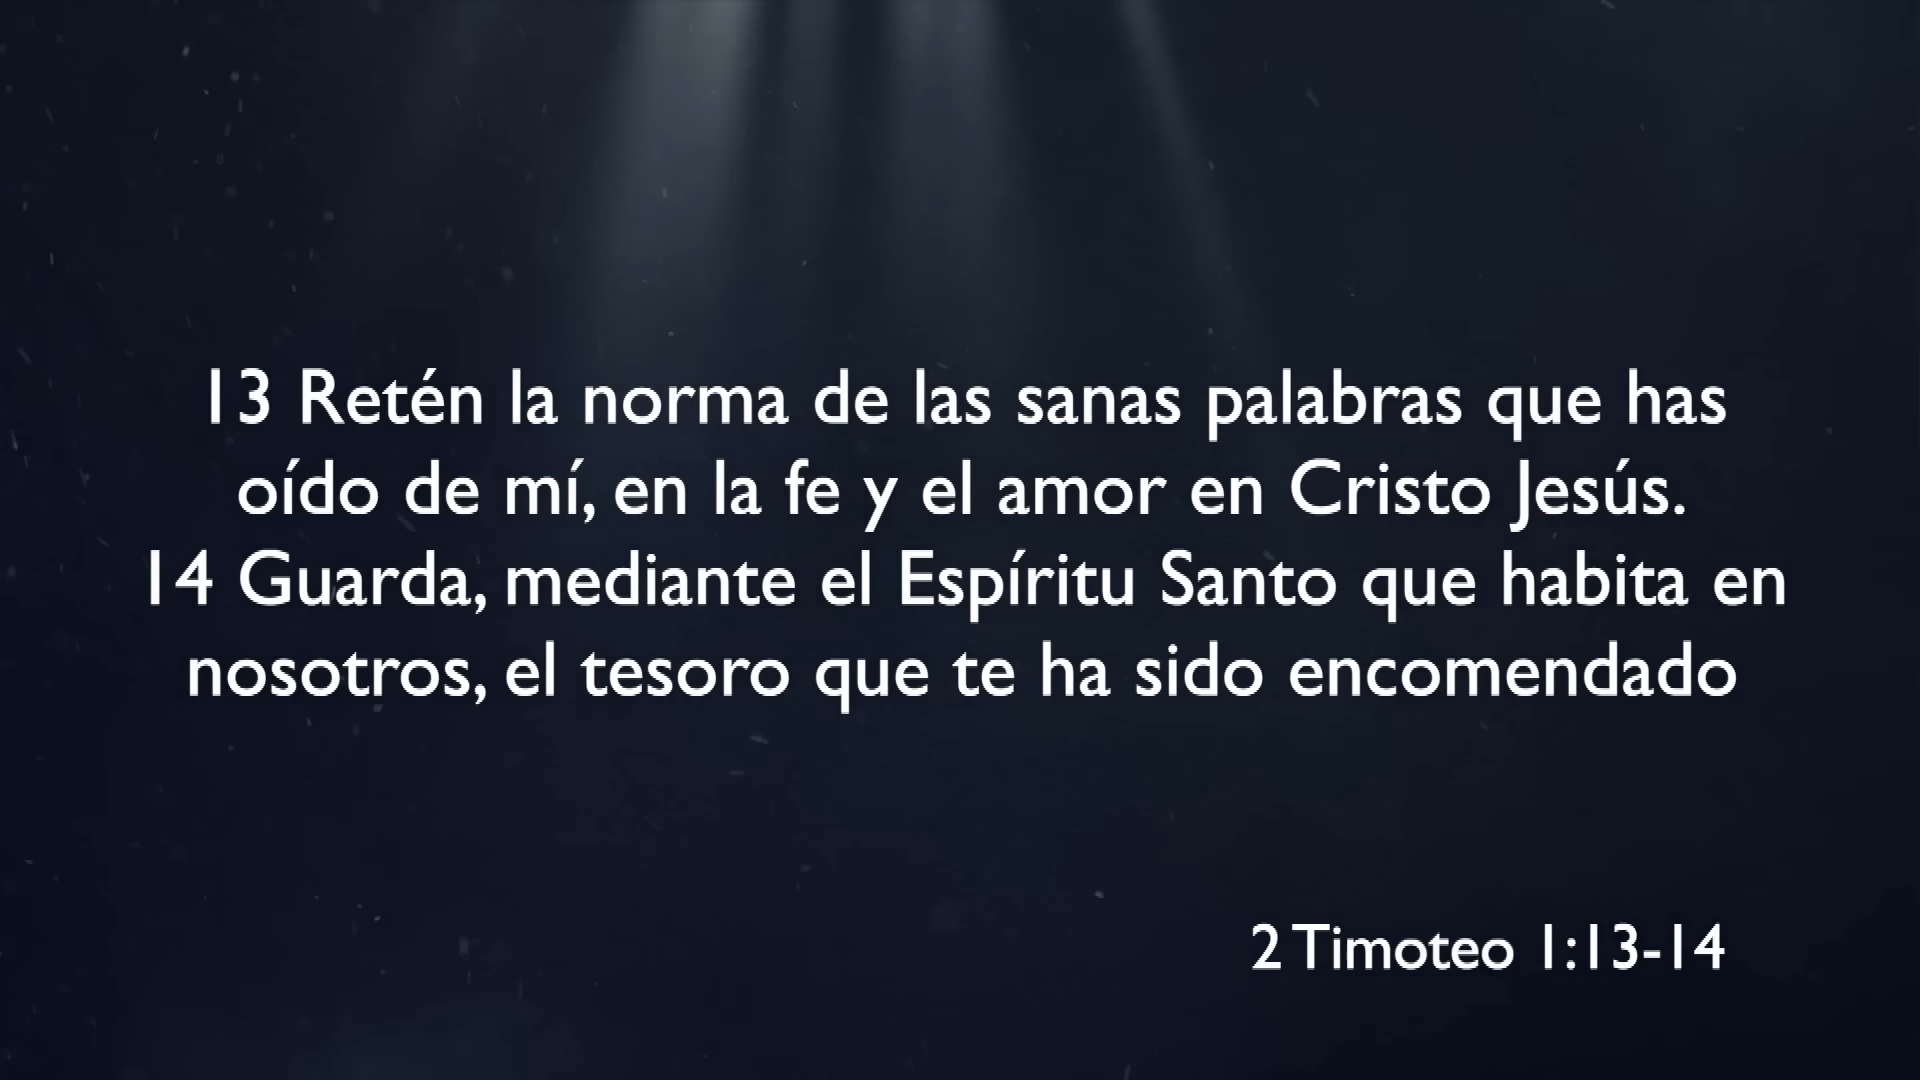 13 Retén la norma de las sanas palabras que has
oído de mí, en la fe y el amor en Cristo Jesús.
14 Guarda, mediante el Espíritu Santo que habita en
nosotros, el tesoro que te ha sido encomendado
2 Timoteo 1:13-14